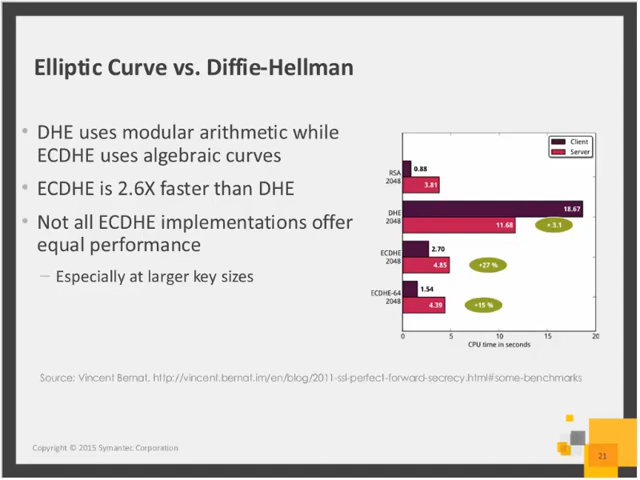 Elliptic Curve vs. Diffie-Hellman
• DHE uses modular arithmetic while
ECDHE uses algebraic curves
• ECDHE is 2.6X faster than DHE
• Not all ECDHE implementations offer
equal performance
– Especially at larger key sizes
Client
Server
RSA
2048
0.88
3.81
DHE
2048
18.67
11.68
× 3.1
ECDHE
2048
2.70
4.85
+27 %
ECDHE-64
2048
1.54
4.39
+15 %
0 5 10 15 20
CPU time in seconds
Source: Vincent Bernat, http://vincent.bernat.im/en/blog/2011-ssl-perfect-forward-secrecy.html#some-benchmarks
Copyright © 2015 Symantec Corporation
21